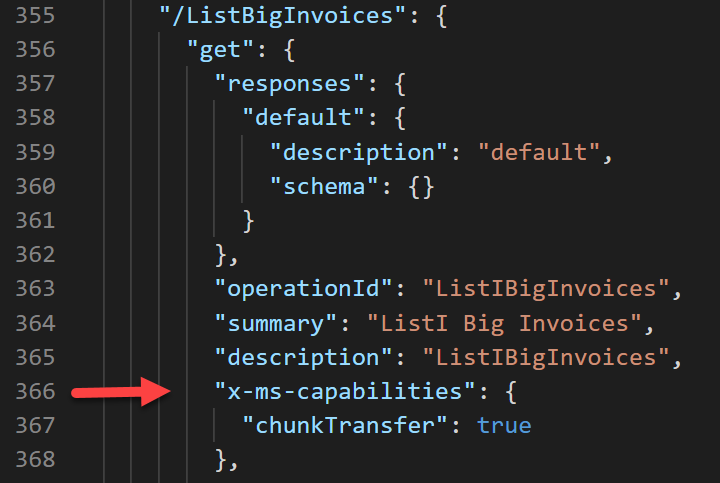 355 "/ListBigInvoices": {
356 "get": {
357 "responses": {
358 "default": {
359 "description": "default",
360 "schema": {}
361 }
362 },
363 "operationId": "ListIBigInvoices",
364 "summary": "ListI Big Invoices",
365 "description": "ListIBigInvoices",
366 "x-ms-capabilities": {
367 "chunkTransfer": true
368 },